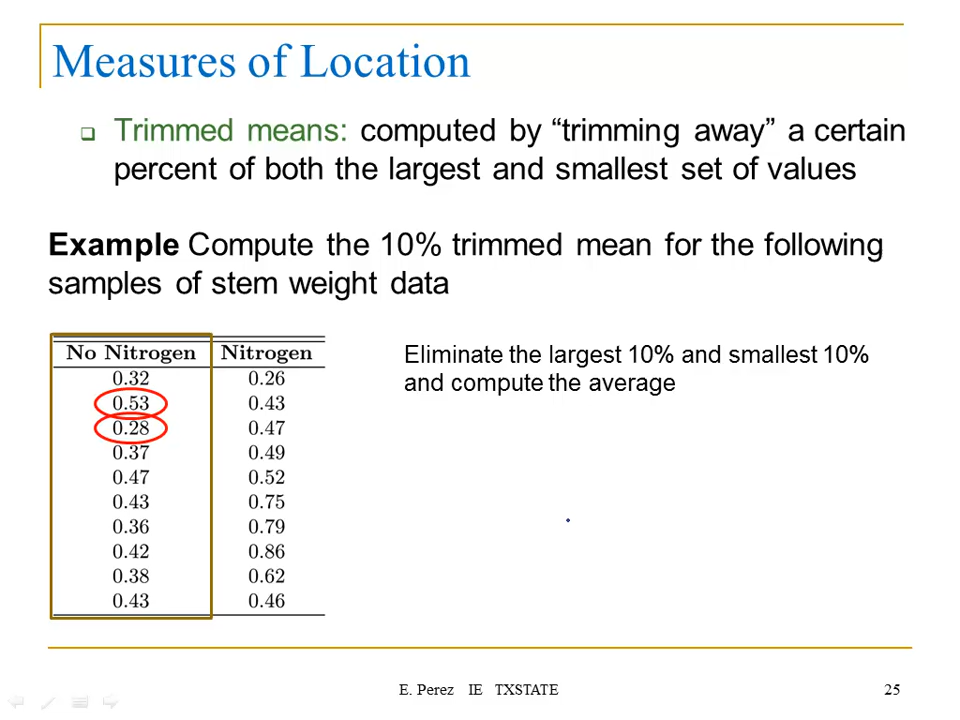 Measures of Location
Trimmed means: computed by “trimming away” a certain
percent of both the largest and smallest set of values
Example Compute the 10% trimmed mean for the following
samples of stem weight data
No Nitrogen Nitrogen
0.32 0.26
0.53 0.43
0.28 0.47
0.37 0.49
0.47 0.52
0.43 0.75
0.36 0.79
0.42 0.86
0.38 0.62
0.43 0.46
Eliminate the largest 10% and smallest 10%
and compute the average
E. Perez IE TXSTATE 25